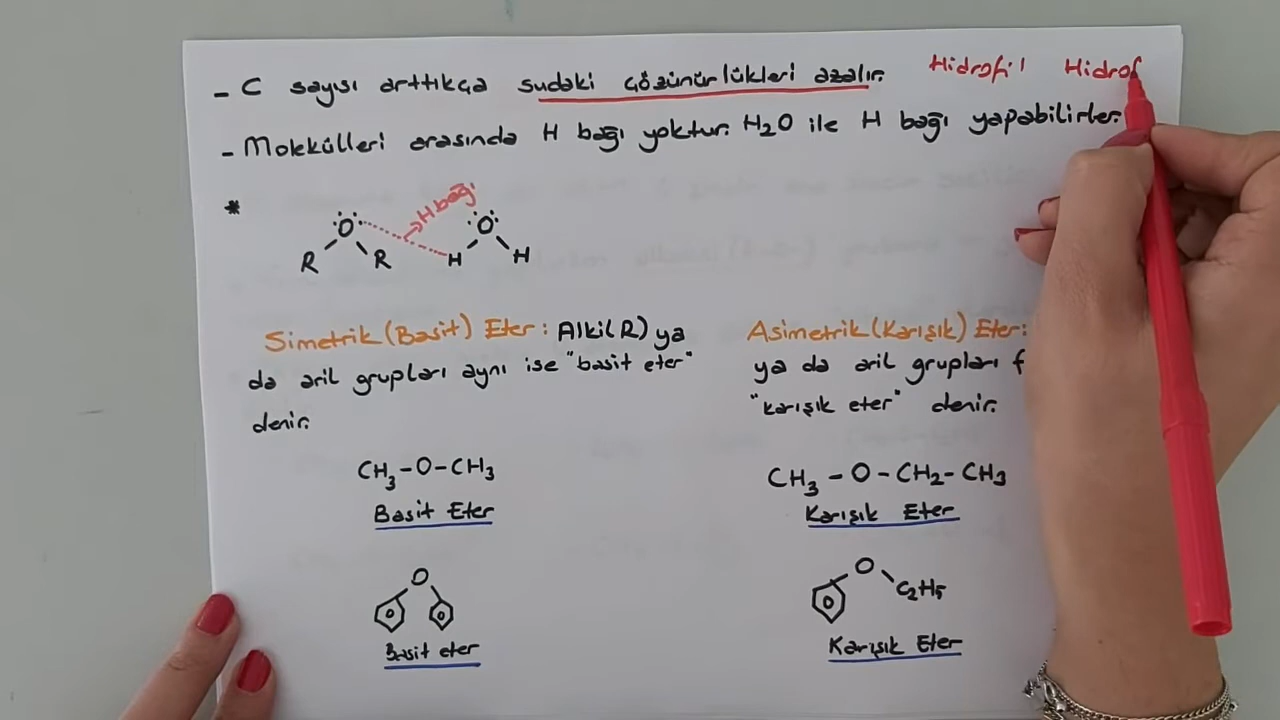 - C sayısı arttıkça sudaki çözünürlükleri azalır. Hidrofil Hidrof
- Molekülleri arasında H bağı yoktur. H2O ile H bağı yapabilirler.
*
H bağı
O O
R R H H
Simetrik (Basit) Eter: Alkil(R) ya
da aril grupları aynı ise "basit eter"
denir.
CH3-O-CH3
Basit Eter
O
Basit eter
Asimetrik (Karışık) Eter:
ya da aril grupları f
"karışık eter" denir.
CH3-O-CH2-CH3
Karışık Eter
O
C2H5
Karışık Eter